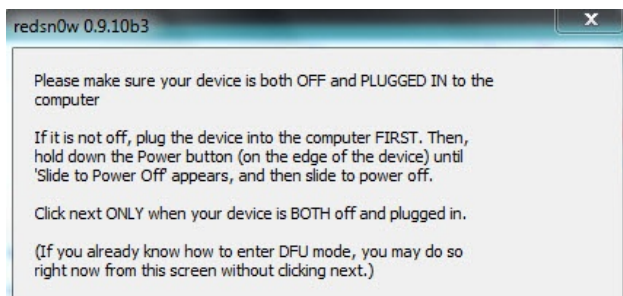 redsn0w 0.9.10b3
Please make sure your device is both OFF and PLUGGED IN to the
computer
If it is not off, plug the device into the computer FIRST. Then,
hold down the Power button (on the edge of the device) until
'Slide to Power Off' appears, and then slide to power off.
Click next ONLY when your device is BOTH off and plugged in.
(If you already know how to enter DFU mode, you may do so
right now from this screen without clicking next.)